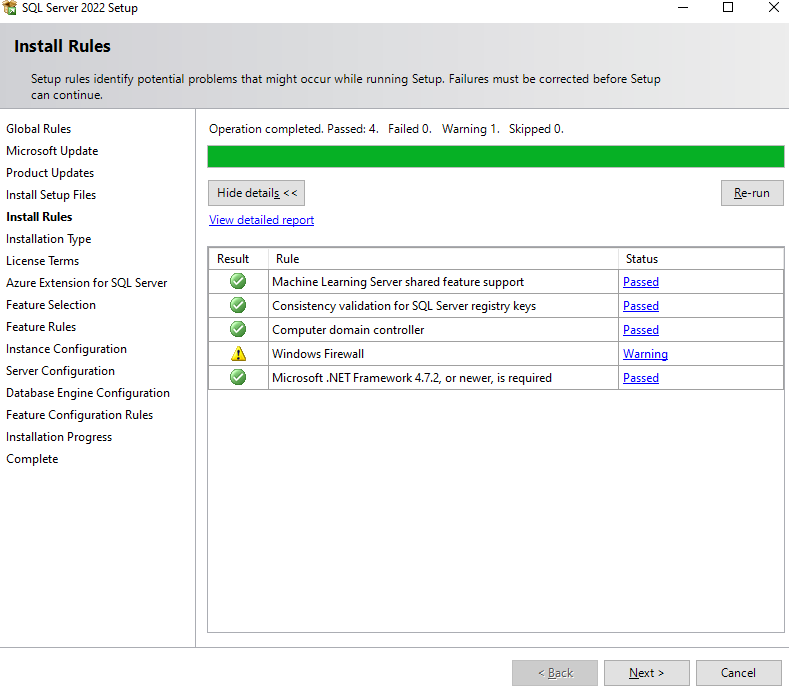 SQL Server 2022 Setup
Install Rules
Setup rules identify potential problems that might occur while running Setup. Failures must be corrected before Setup
can continue.
Global Rules
Microsoft Update
Product Updates
Install Setup Files
Install Rules
Installation Type
License Terms
Azure Extension for SQL Server
Feature Selection
Feature Rules
Instance Configuration
Server Configuration
Database Engine Configuration
Feature Configuration Rules
Installation Progress
Complete
Operation completed. Passed: 4. Failed 0. Warning 1. Skipped 0.
Hide details <<
Re-run
View detailed report
Result Rule Status
Machine Learning Server shared feature support Passed
Consistency validation for SQL Server registry keys Passed
Computer domain controller Passed
Windows Firewall Warning
Microsoft .NET Framework 4.7.2, or newer, is required Passed
< Back Next > Cancel